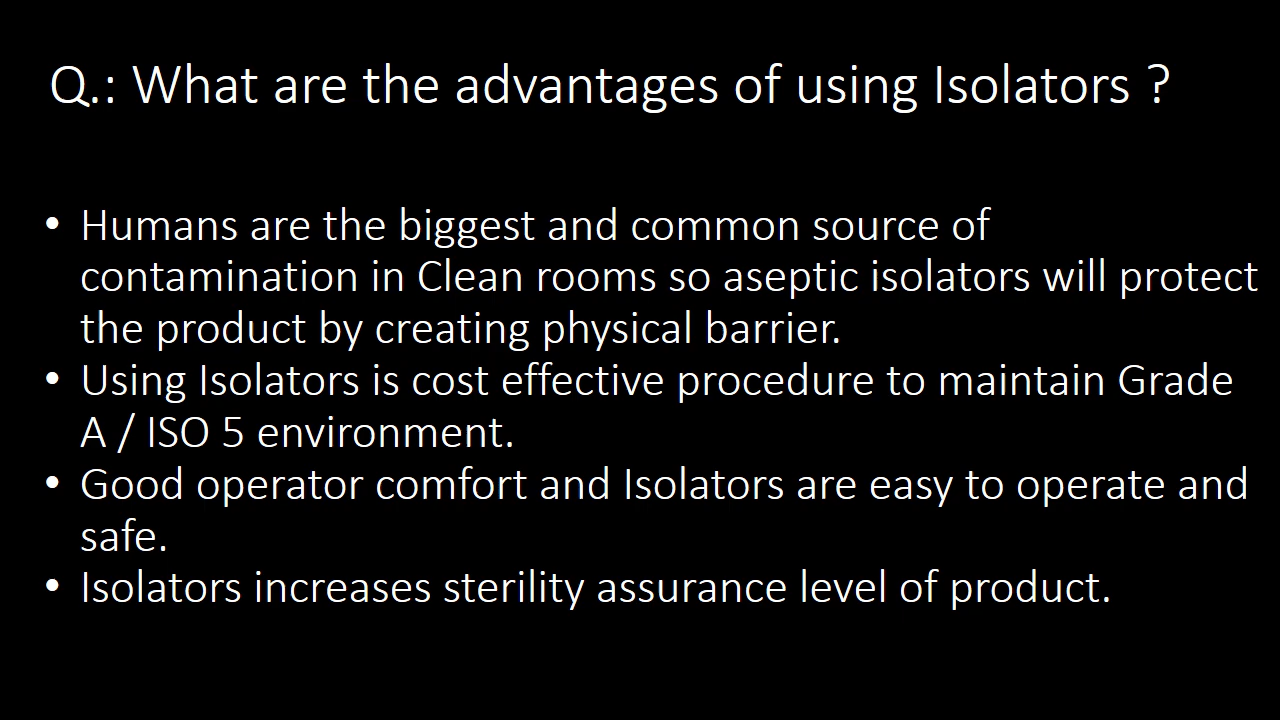 Q.: What are the advantages of using Isolators ?
• Humans are the biggest and common source of
contamination in Clean rooms so aseptic isolators will protect
the product by creating physical barrier.
• Using Isolators is cost effective procedure to maintain Grade
A / ISO 5 environment.
• Good operator comfort and Isolators are easy to operate and
safe.
• Isolators increases sterility assurance level of product.